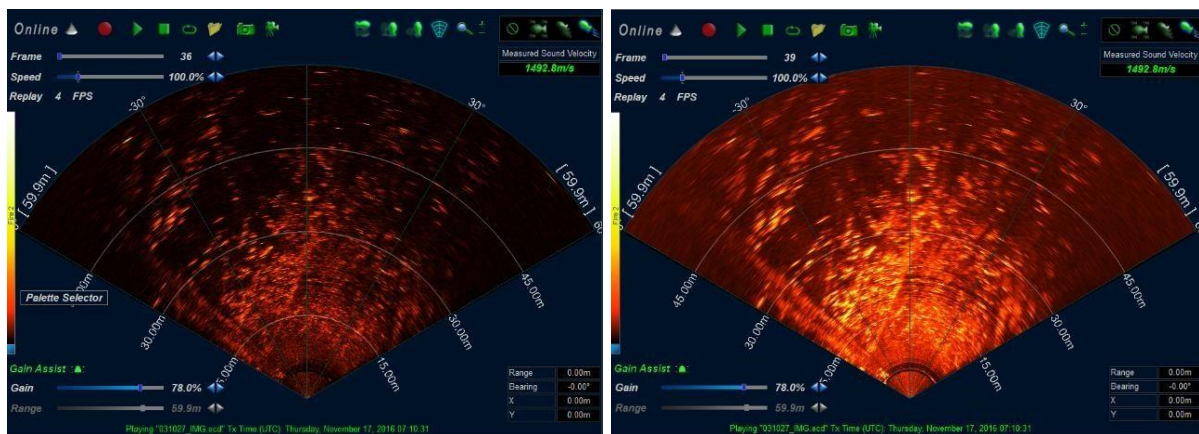 Online
Frame 36
Speed 100.0%
Replay 4 FPS
Measured Sound Velocity
1492.8m/s
-30°
30°
[ 59.9m ]
[ 59.9m ]
Fire 2
Palette Selector
45.00m
30.00m
30.00m
15.00m
Gain Assist
Gain 78.0%
Range 59.9m
Range 0.00m
Bearing -0.00°
X 0.00m
Y 0.00m
Playing "031027_IMG.ecd" Tx Time (UTC): Thursday, November 17, 2016 07:10:31
Online
Frame 39
Speed 100.0%
Replay 4 FPS
Measured Sound Velocity
1492.8m/s
-30°
30°
[ 59.9m ]
[ 59.9m ]
Fire 2
45.00m
45.00m
30.00m
30.00m
15.00m
Gain Assist
Gain 78.0%
Range 59.9m
Range 0.00m
Bearing -0.00°
X 0.00m
Y 0.00m
Playing "031027_IMG.ecd" Tx Time (UTC): Thursday, November 17, 2016 07:10:31